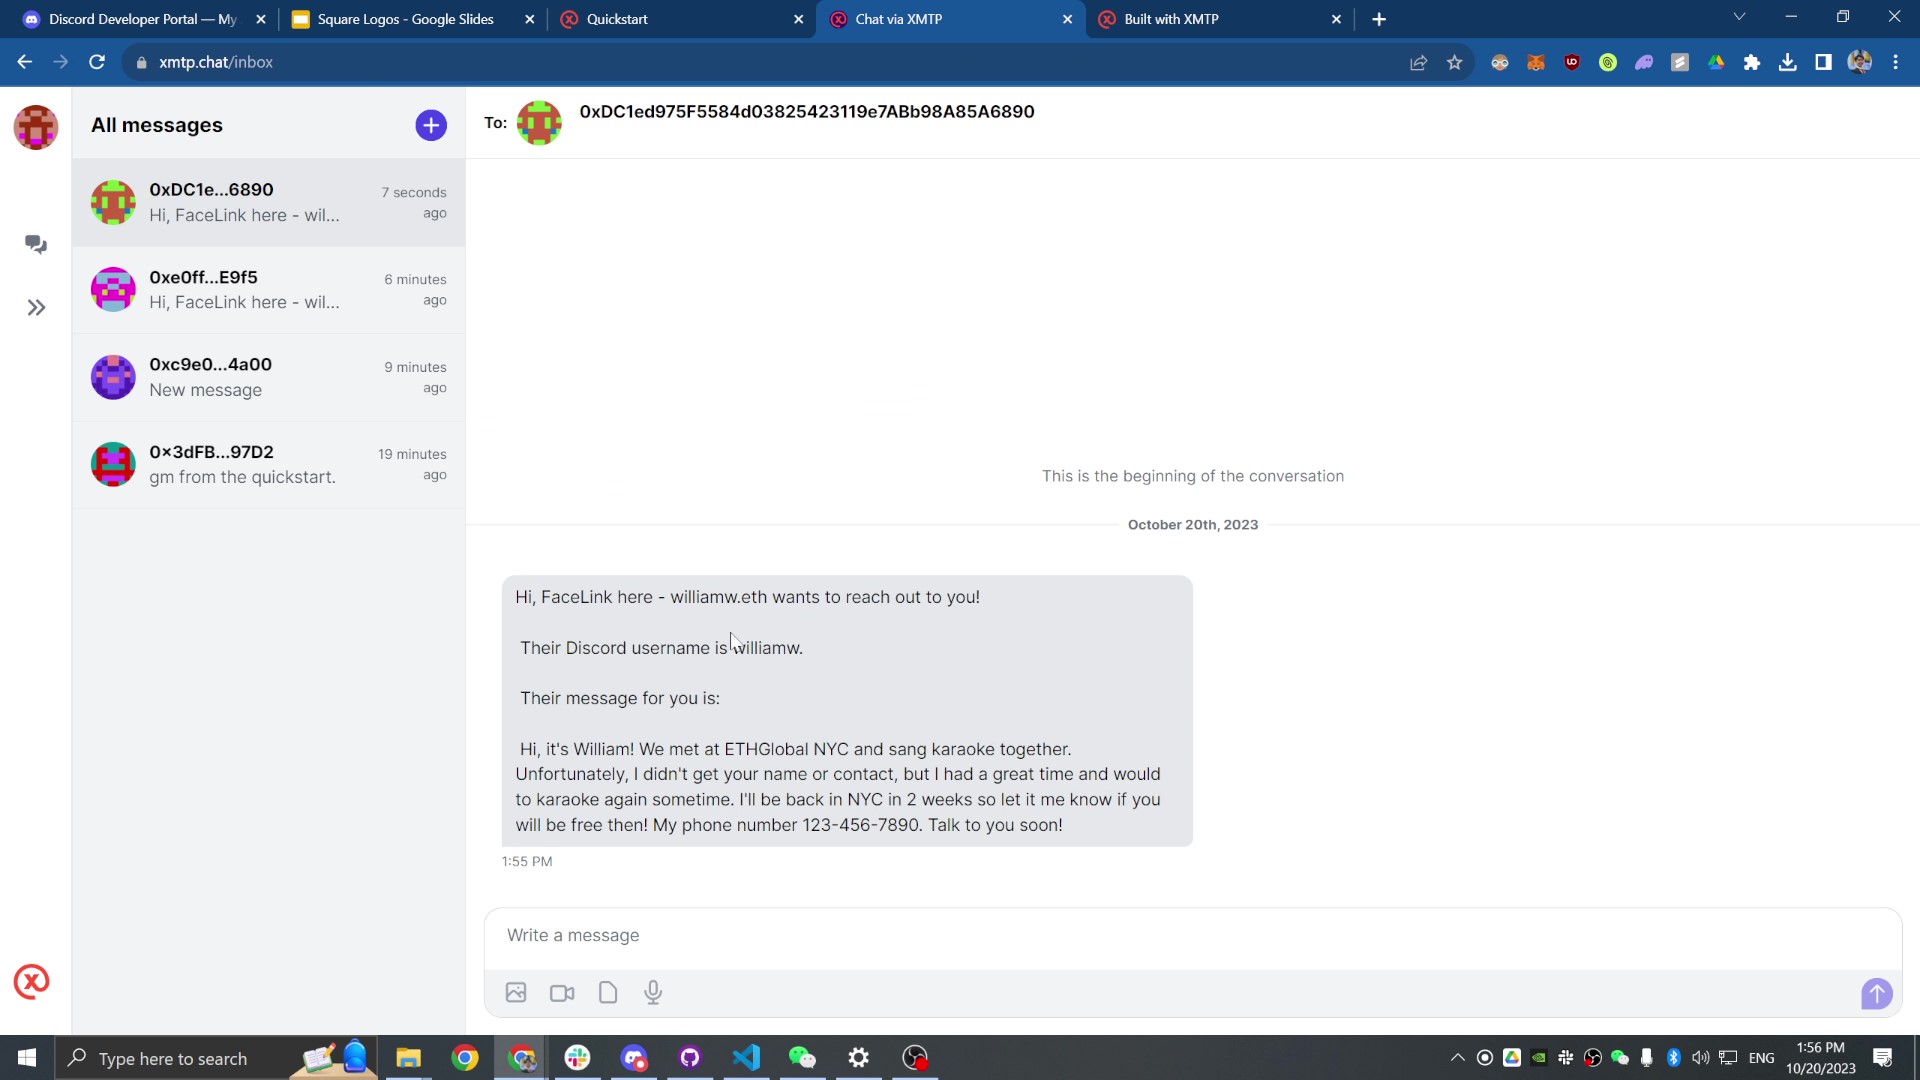 Discord Developer Portal — My
Square Logos - Google Slides
Quickstart
Chat via XMTP
Built with XMTP
xmtp.chat/inbox
All messages
To:
0xDC1ed975F5584d03825423119e7ABb98A85A6890
0xDC1e...6890
7 seconds
ago
Hi, FaceLink here - wil...
0xe0ff...E9f5
6 minutes
ago
Hi, FaceLink here - wil...
0xc9e0...4a00
9 minutes
ago
New message
0×3dFB...97D2
19 minutes
ago
gm from the quickstart.
This is the beginning of the conversation
October 20th, 2023
Hi, FaceLink here - williamw.eth wants to reach out to you!
Their Discord username is williamw.
Their message for you is:
Hi, it's William! We met at ETHGlobal NYC and sang karaoke together.
Unfortunately, I didn't get your name or contact, but I had a great time and would
to karaoke again sometime. I'll be back in NYC in 2 weeks so let it me know if you
will be free then! My phone number 123-456-7890. Talk to you soon!
1:55 PM
Write a message
Type here to search
ENG
1:56 PM
10/20/2023